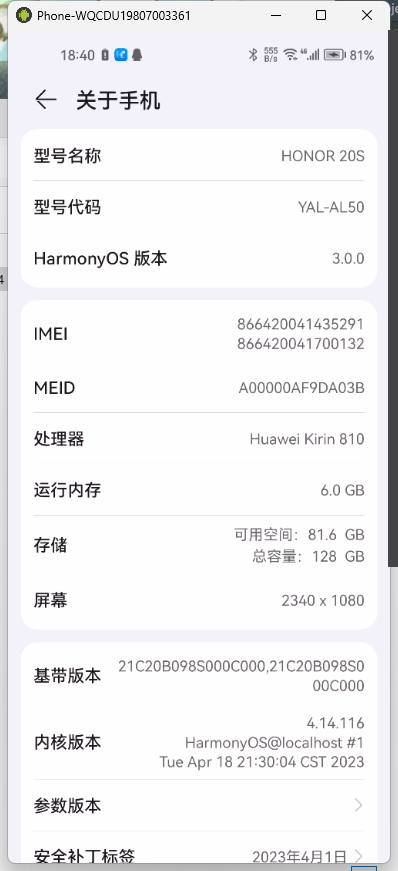 Phone-WQCDU19807003361
18:40
555 B/s
46
81%
关于手机
型号名称 HONOR 20S
型号代码 YAL-AL50
HarmonyOS 版本 3.0.0
IMEI 866420041435291
866420041700132
MEID A00000AF9DA03B
处理器 Huawei Kirin 810
运行内存 6.0 GB
存储 可用空间：81.6 GB
总容量：128 GB
屏幕 2340 x 1080
基带版本 21C20B098S000C000,21C20B098S0
00C000
内核版本 4.14.116
HarmonyOS@localhost #1
Tue Apr 18 21:30:04 CST 2023
参数版本
安全补丁标签 2023年4月1日